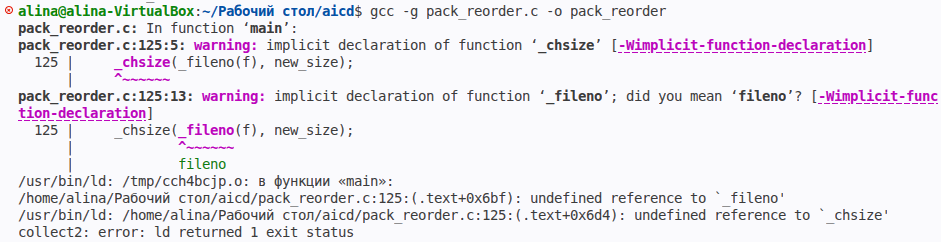 alina@alina-VirtualBox:~/Рабочий стол/aicd$ gcc -g pack_reorder.c -o pack_reorder
pack_reorder.c: In function ‘main’:
pack_reorder.c:125:5: warning: implicit declaration of function ‘_chsize’ [-Wimplicit-function-declaration]
  125 |     _chsize(_fileno(f), new_size);
      |     ^~~~~~~
pack_reorder.c:125:13: warning: implicit declaration of function ‘_fileno’; did you mean ‘fileno’? [-Wimplicit-func
tion-declaration]
  125 |     _chsize(_fileno(f), new_size);
      |             ^~~~~~~
      |             fileno
/usr/bin/ld: /tmp/cch4bcjp.o: в функции «main»:
/home/alina/Рабочий стол/aicd/pack_reorder.c:125:(.text+0x6bf): undefined reference to `_fileno'
/usr/bin/ld: /home/alina/Рабочий стол/aicd/pack_reorder.c:125:(.text+0x6d4): undefined reference to `_chsize'
collect2: error: ld returned 1 exit status